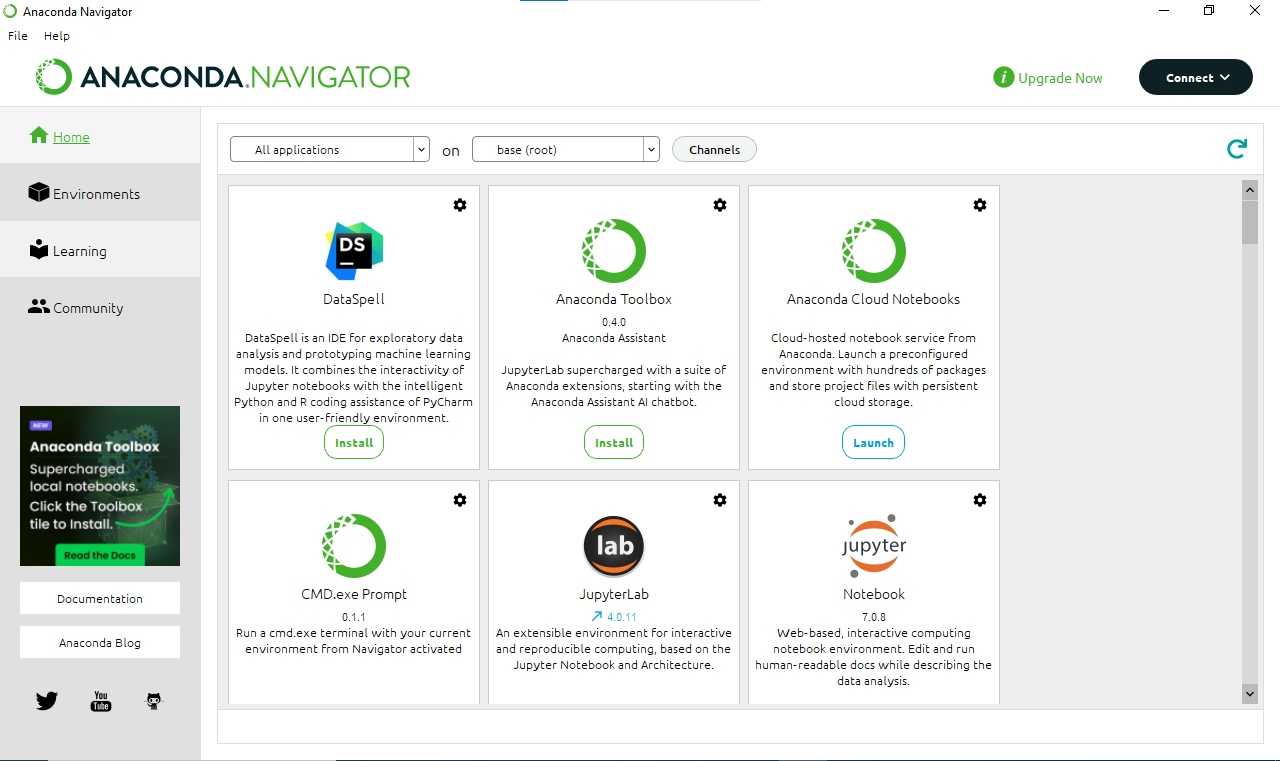 Anaconda Navigator
File Help
ANACONDA.NAVIGATOR
Upgrade Now
Connect
Home
Environments
Learning
Community
NEW
Anaconda Toolbox
Supercharged
local notebooks.
Click the Toolbox
tile to Install.
Read the Docs
Documentation
Anaconda Blog
You
Tube
All applications
on
base (root)
Channels
DS
DataSpell
DataSpell is an IDE for exploratory data
analysis and prototyping machine learning
models. It combines the interactivity of
Jupyter notebooks with the intelligent
Python and R coding assistance of PyCharm
in one user-friendly environment.
Install
Anaconda Toolbox
0.4.0
Anaconda Assistant
JupyterLab supercharged with a suite of
Anaconda extensions, starting with the
Anaconda Assistant AI chatbot.
Install
Anaconda Cloud Notebooks
Cloud-hosted notebook service from
Anaconda. Launch a preconfigured
environment with hundreds of packages
and store project files with persistent
cloud storage.
Launch
CMD.exe Prompt
0.1.1
Run a cmd.exe terminal with your current
environment from Navigator activated
lab
JupyterLab
4.0.11
An extensible environment for interactive
and reproducible computing, based on the
Jupyter Notebook and Architecture.
jupyter
Notebook
7.0.8
Web-based, interactive computing
notebook environment. Edit and run
human-readable docs while describing the
data analysis.